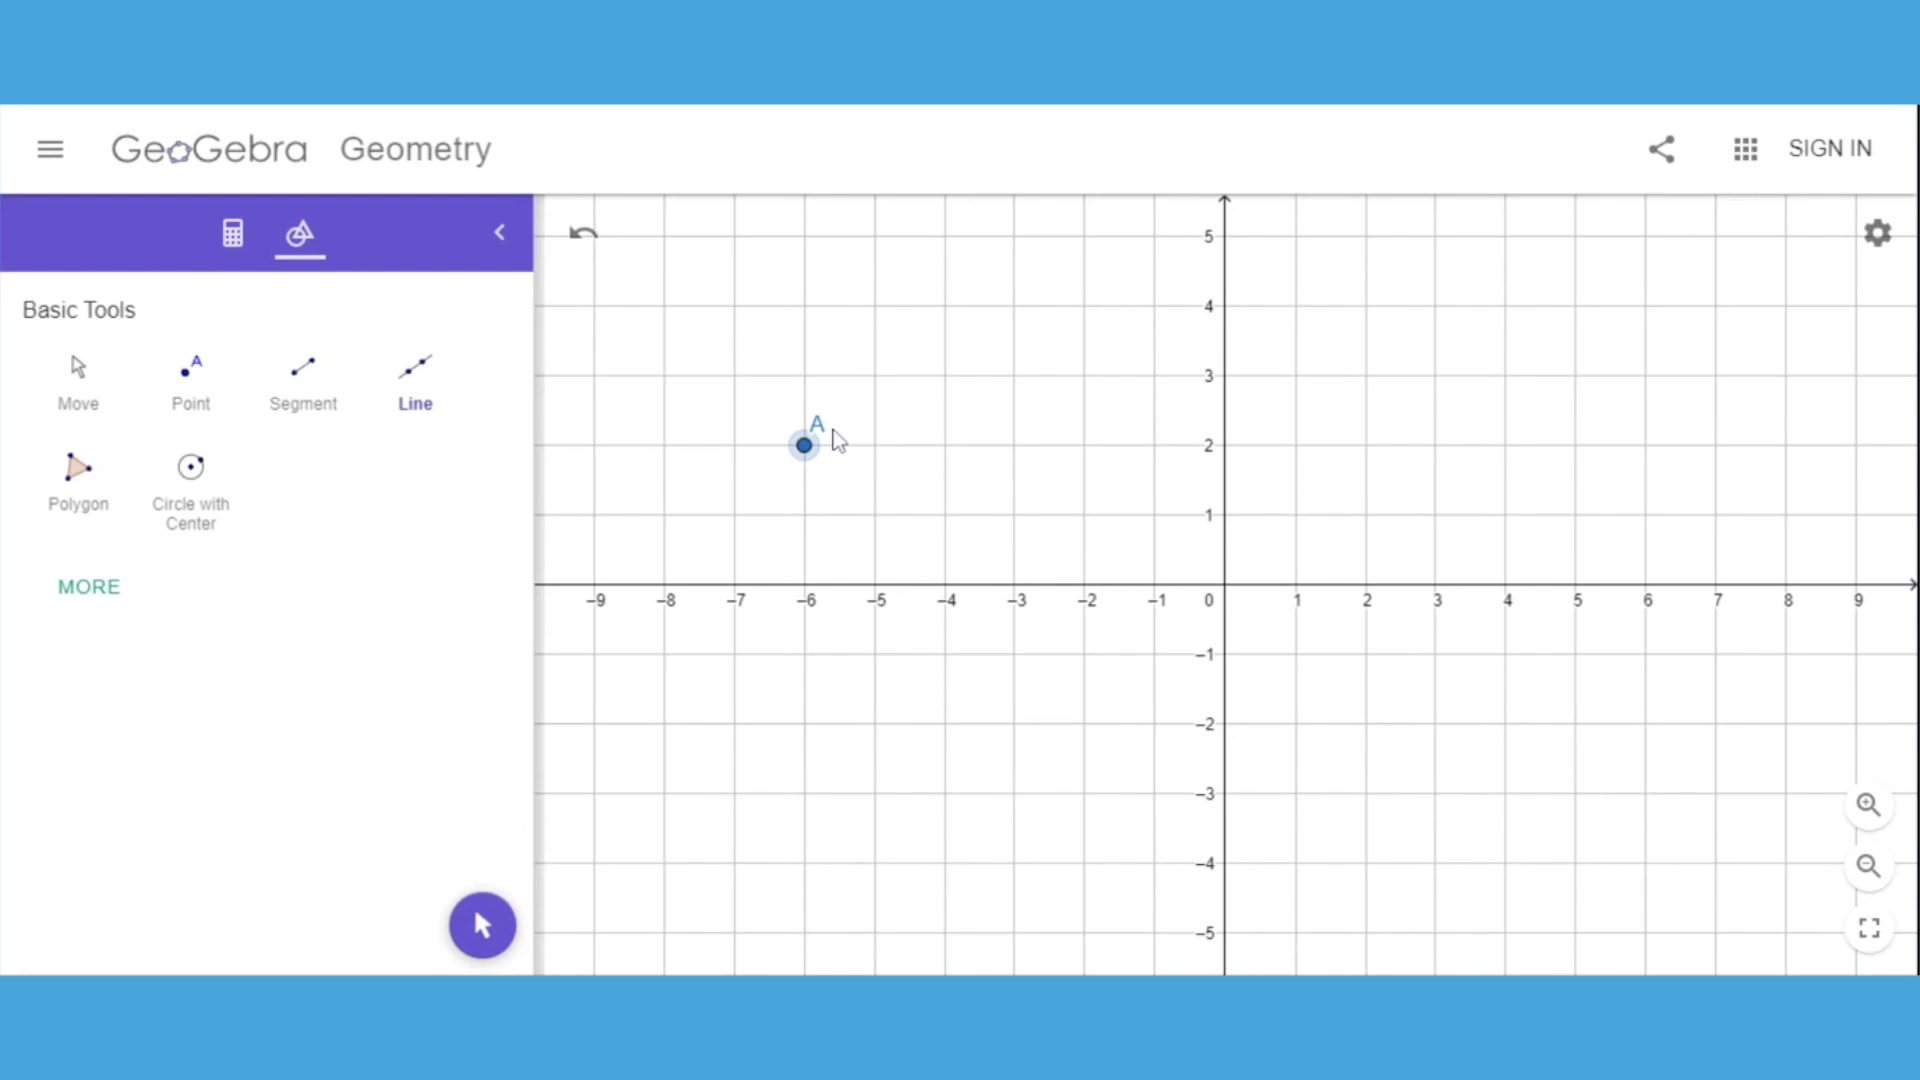 GeoGebra Geometry
SIGN IN
Basic Tools
A
Move Point Segment Line
Polygon Circle with
Center
MORE
5
4
3
A
2
1
–9 –8 –7 –6 –5 –4 –3 –2 –1 0 1 2 3 4 5 6 7 8 9
–1
–2
–3
–4
–5